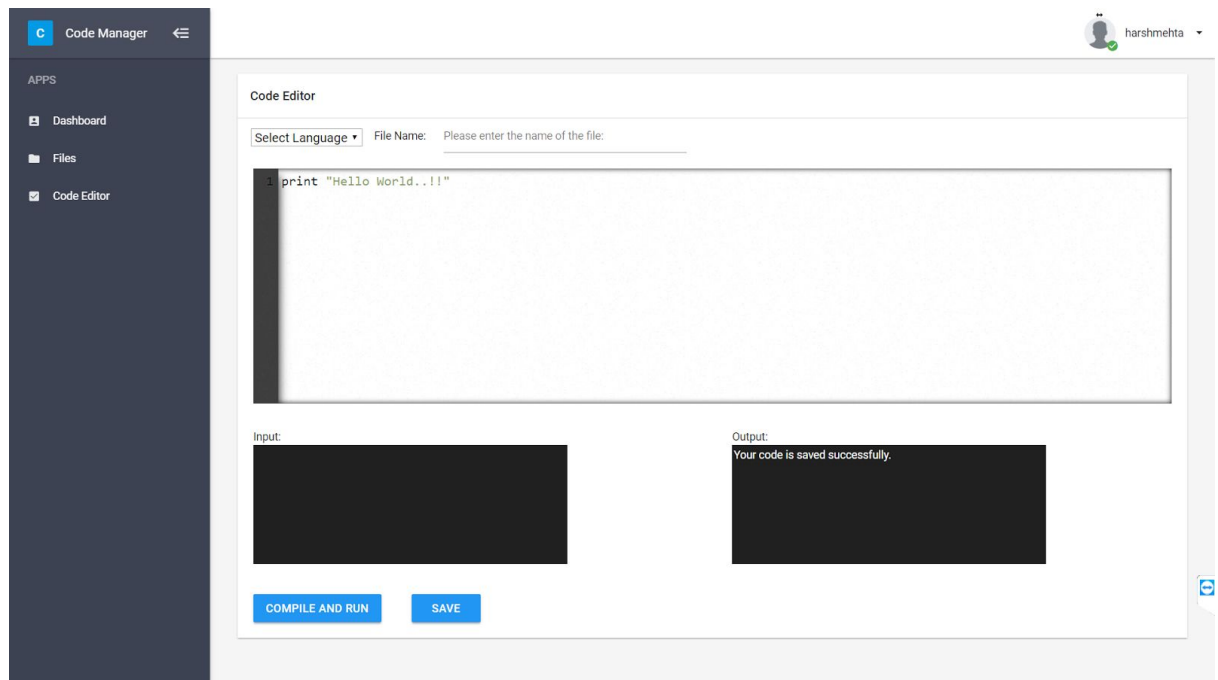 C Code Manager
harshmehta
APPS
Dashboard
Files
Code Editor
Code Editor
Select Language File Name: Please enter the name of the file:
1 print "Hello World..!!"
Input:
Output:
Your code is saved successfully.
COMPILE AND RUN SAVE